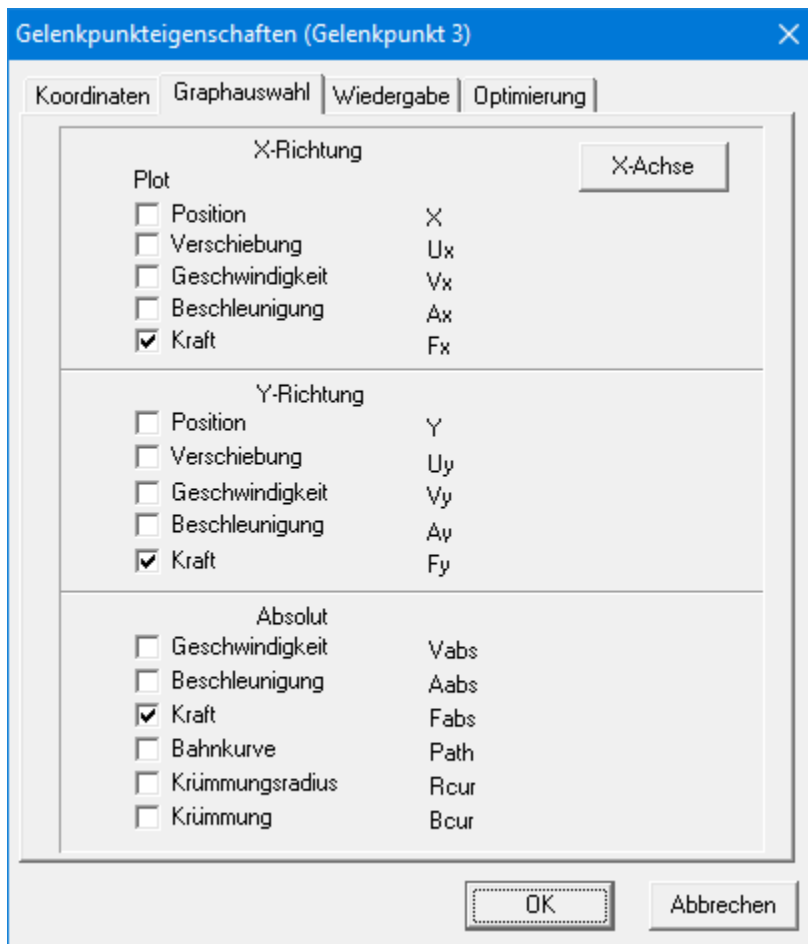 Gelenkpunkteigenschaften (Gelenkpunkt 3)
Koordinaten Graphauswahl Wiedergabe Optimierung
X-Richtung
X-Achse
Plot
Position X
Verschiebung Ux
Geschwindigkeit Vx
Beschleunigung Ax
Kraft Fx
Y-Richtung
Position Y
Verschiebung Uy
Geschwindigkeit Vy
Beschleunigung Ay
Kraft Fy
Absolut
Geschwindigkeit Vabs
Beschleunigung Aabs
Kraft Fabs
Bahnkurve Path
Krümmungsradius Rcur
Krümmung Bcur
OK Abbrechen